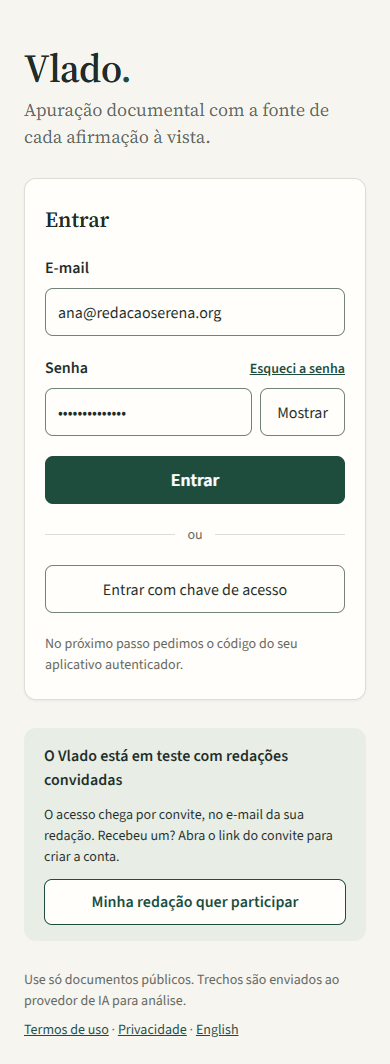 Vlado.
Apuração documental com a fonte de
cada afirmação à vista.
Entrar
E-mail
ana@redacaoserena.org
Senha
Esqueci a senha
••••••••••••••
Mostrar
Entrar
ou
Entrar com chave de acesso
No próximo passo pedimos o código do seu
aplicativo autenticador.
O Vlado está em teste com redações
convidadas
O acesso chega por convite, no e-mail da sua
redação. Recebeu um? Abra o link do convite para
criar a conta.
Minha redação quer participar
Use só documentos públicos. Trechos são enviados ao
provedor de IA para análise.
Termos de uso · Privacidade · English